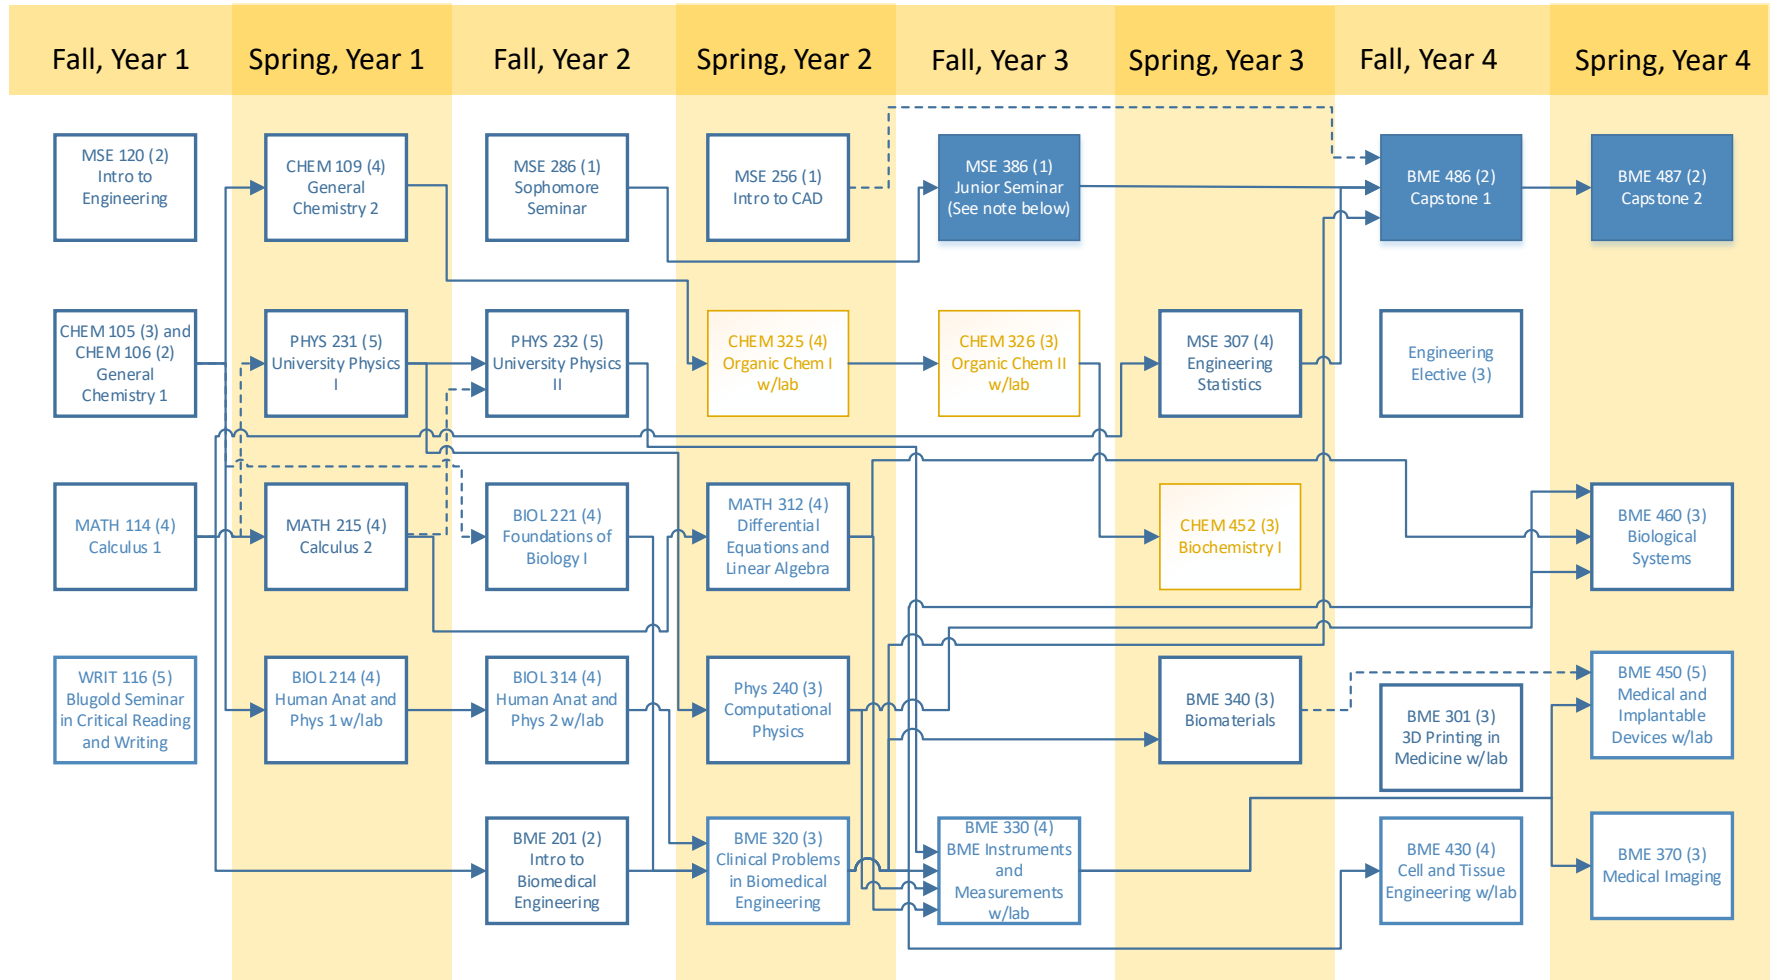 Fall, Year 1
Spring, Year 1
Fall, Year 2
Spring, Year 2
Fall, Year 3
Spring, Year 3
Fall, Year 4
Spring, Year 4
MSE 120 (2)
Intro to
Engineering
CHEM 109 (4)
General
Chemistry 2
MSE 286 (1)
Sophomore
Seminar
MSE 256 (1)
Intro to CAD
MSE 386 (1)
Junior Seminar
(See note below)
BME 486 (2)
Capstone 1
BME 487 (2)
Capstone 2
CHEM 105 (3) and
CHEM 106 (2)
General
Chemistry 1
PHYS 231 (5)
University Physics
I
PHYS 232 (5)
University Physics
II
CHEM 325 (4)
Organic Chem I
w/lab
CHEM 326 (3)
Organic Chem II
w/lab
MSE 307 (4)
Engineering
Statistics
Engineering
Elective (3)
MATH 114 (4)
Calculus 1
MATH 215 (4)
Calculus 2
BIOL 221 (4)
Foundations of
Biology I
MATH 312 (4)
Differential
Equations and
Linear Algebra
CHEM 452 (3)
Biochemistry I
BME 460 (3)
Biological
Systems
WRIT 116 (5)
Blugold Seminar
in Critical Reading
and Writing
BIOL 214 (4)
Human Anat and
Phys 1 w/lab
BIOL 314 (4)
Human Anat and
Phys 2 w/lab
Phys 240 (3)
Computational
Physics
BME 340 (3)
Biomaterials
BME 301 (3)
3D Printing in
Medicine w/lab
BME 450 (5)
Medical and
Implantable
Devices w/lab
BME 201 (2)
Intro to
Biomedical
Engineering
BME 320 (3)
Clinical Problems
in Biomedical
Engineering
BME 330 (4)
BME Instruments
and
Measurements
w/lab
BME 430 (4)
Cell and Tissue
Engineering w/lab
BME 370 (3)
Medical Imaging